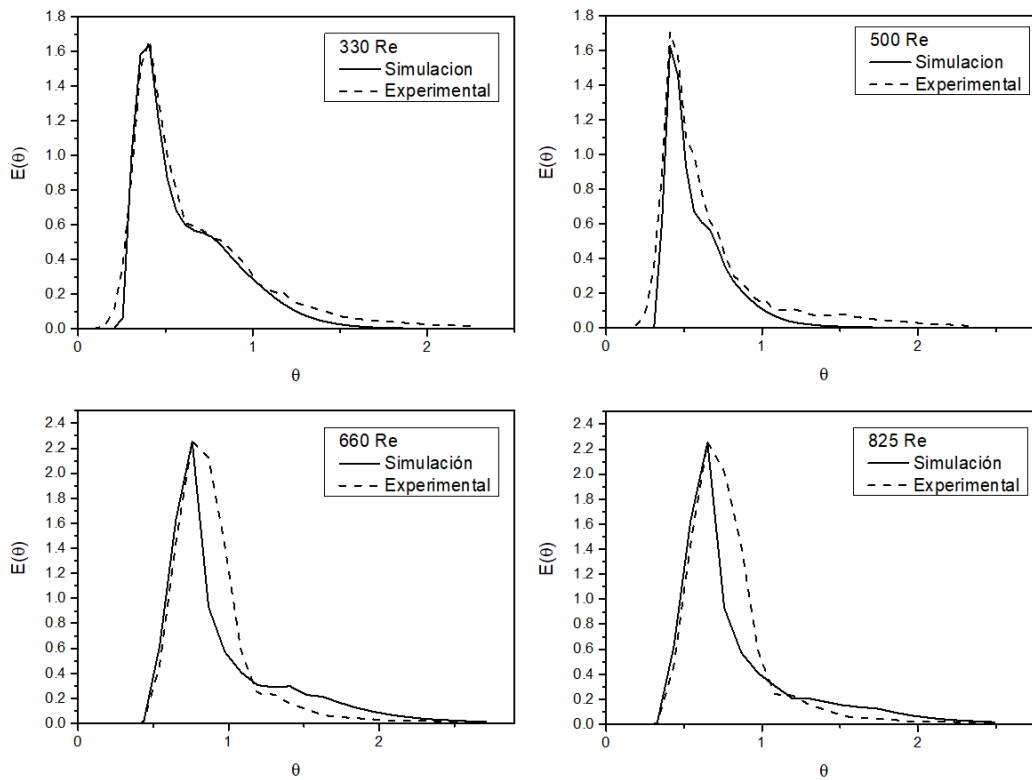 1.8
1.6
1.4
1.2
1.0
0.8
0.6
0.4
0.2
0.0
E(θ)
330 Re
Simulacion
Experimental
0
1
2
θ
1.8
1.6
1.4
1.2
1.0
0.8
0.6
0.4
0.2
0.0
E(θ)
500 Re
Simulacion
Experimental
0
1
2
θ
2.4
2.2
2.0
1.8
1.6
1.4
1.2
1.0
0.8
0.6
0.4
0.2
0.0
E(θ)
660 Re
Simulación
Experimental
0
1
2
θ
2.4
2.2
2.0
1.8
1.6
1.4
1.2
1.0
0.8
0.6
0.4
0.2
0.0
E(θ)
825 Re
Simulación
Experimental
0
1
2
θ